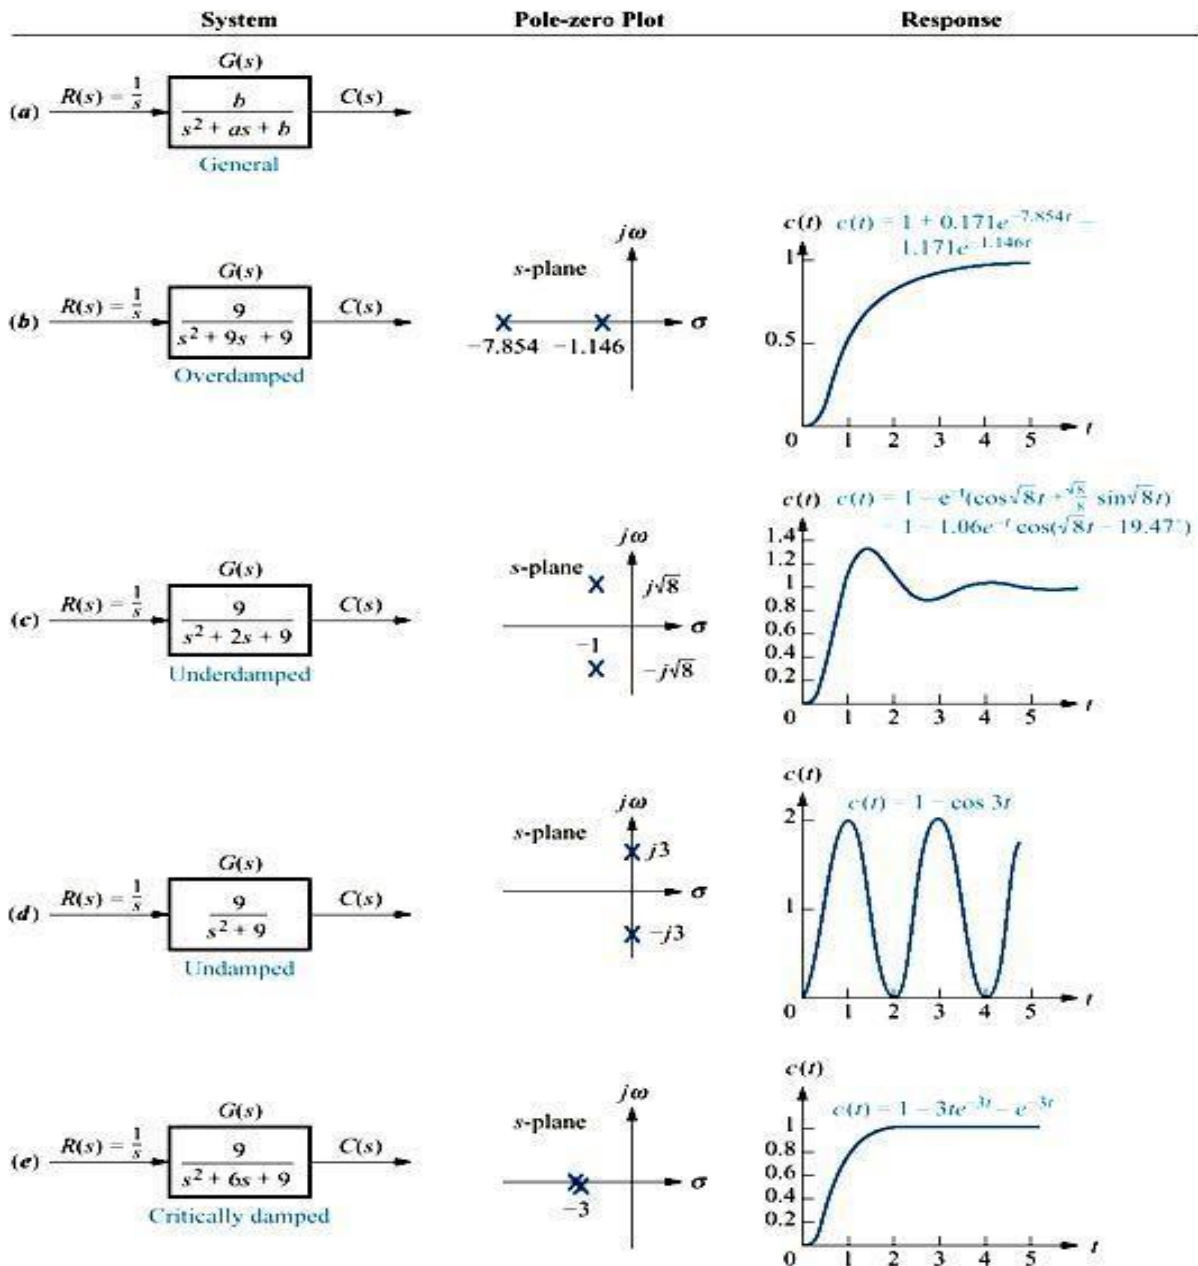 System Pole-zero Plot Response
G(s)
(a) R(s) = 1/s b/(s² + as + b) C(s)
General
G(s)
(b) R(s) = 1/s 9/(s² + 9s + 9) C(s)
Overdamped
jω
s-plane
σ
−7.854 −1.146
c(t) c(t) = 1 + 0.171e^−7.854t −
1.171e^−1.146t
1
0.5
0 1 2 3 4 5 t
G(s)
(c) R(s) = 1/s 9/(s² + 2s + 9) C(s)
Underdamped
jω
s-plane
j√8
σ
−1
−j√8
c(t) c(t) = 1 − e^−t(cos√8t + √8/8 sin√8t)
= 1 − 1.06e^−t cos(√8t − 19.47°)
1.4
1.2
1
0.8
0.6
0.4
0.2
0 1 2 3 4 5 t
G(s)
(d) R(s) = 1/s 9/(s² + 9) C(s)
Undamped
jω
s-plane
j3
σ
−j3
c(t)
c(t) = 1 − cos 3t
2
1
0 1 2 3 4 5 t
G(s)
(e) R(s) = 1/s 9/(s² + 6s + 9) C(s)
Critically damped
jω
s-plane
σ
−3
c(t)
c(t) = 1 − 3te^−3t − e^−3t
1
0.8
0.6
0.4
0.2
0 1 2 3 4 5 t